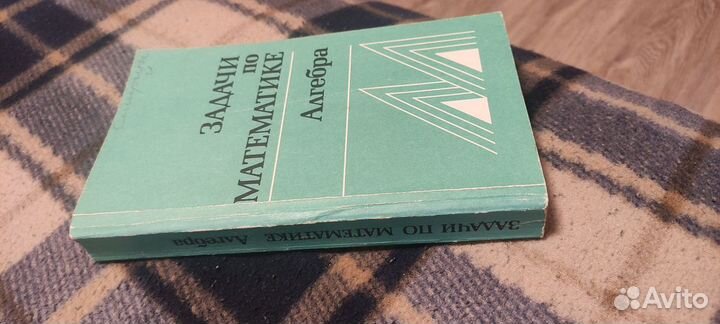 ЗАДАЧИ
ПО
МАТЕМАТИКЕ
Алгебра
ЗАДАЧИ ПО МАТЕМАТИКЕ Алгебра
Avito